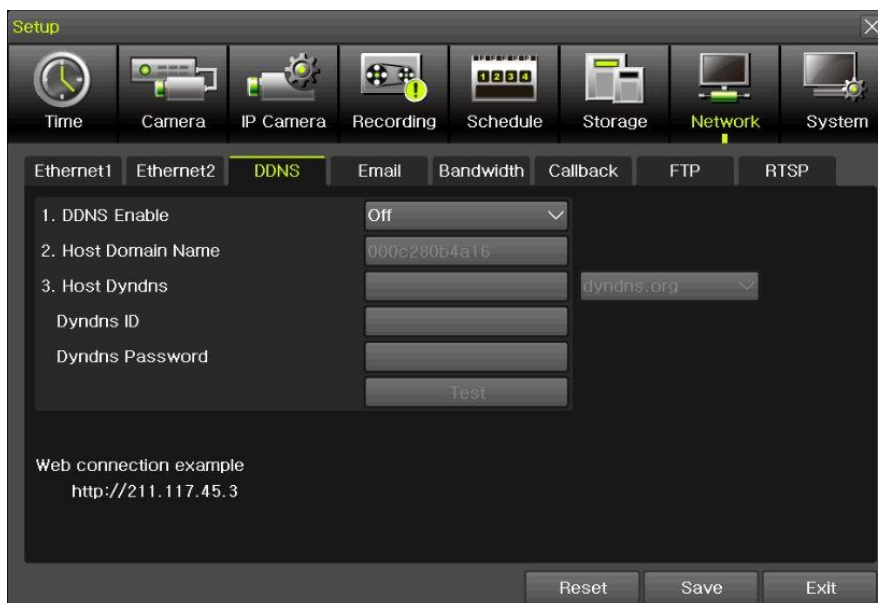 Setup
1234
Time Camera IP Camera Recording Schedule Storage Network System
Ethernet1 Ethernet2 DDNS Email Bandwidth Callback FTP RTSP
1. DDNS Enable Off
2. Host Domain Name 000c280b4a16
3. Host Dyndns dyndns.org
Dyndns ID
Dyndns Password
Test
Web connection example
http://211.117.45.3
Reset Save Exit